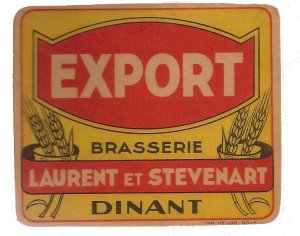 EXPORT
BRASSERIE
LAURENT ET STEVENART
DINANT